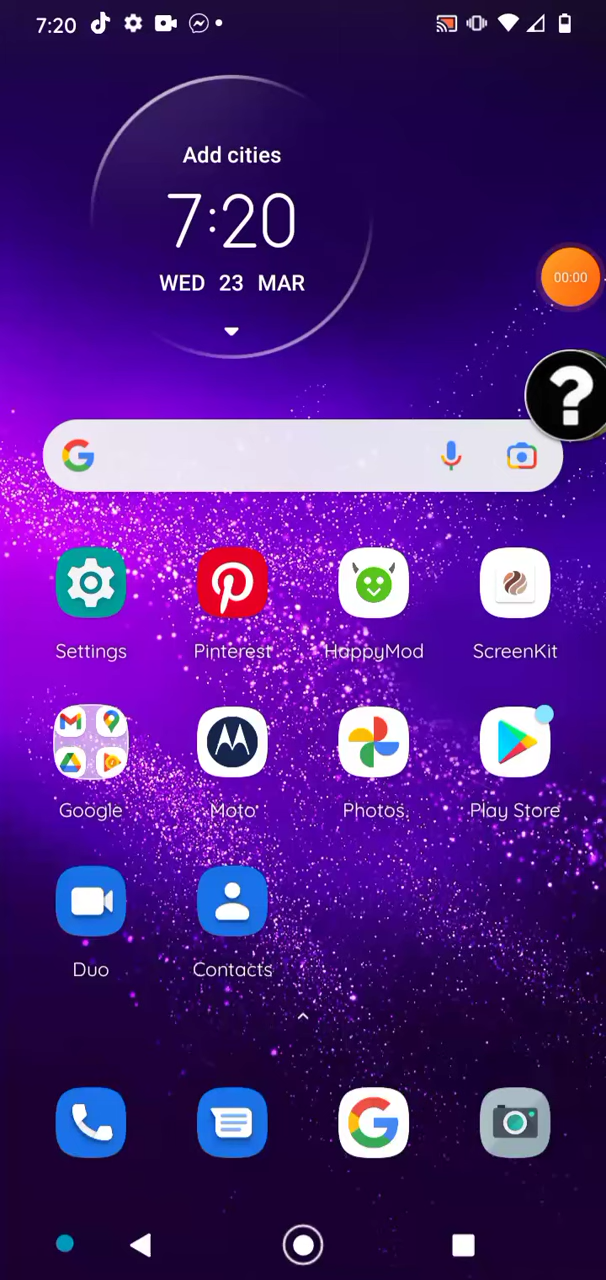 7:20
Add cities
7:20
WED 23 MAR
00:00
?
Settings
Pinterest
HappyMod
ScreenKit
Google
Moto
Photos
Play Store
Duo
Contacts